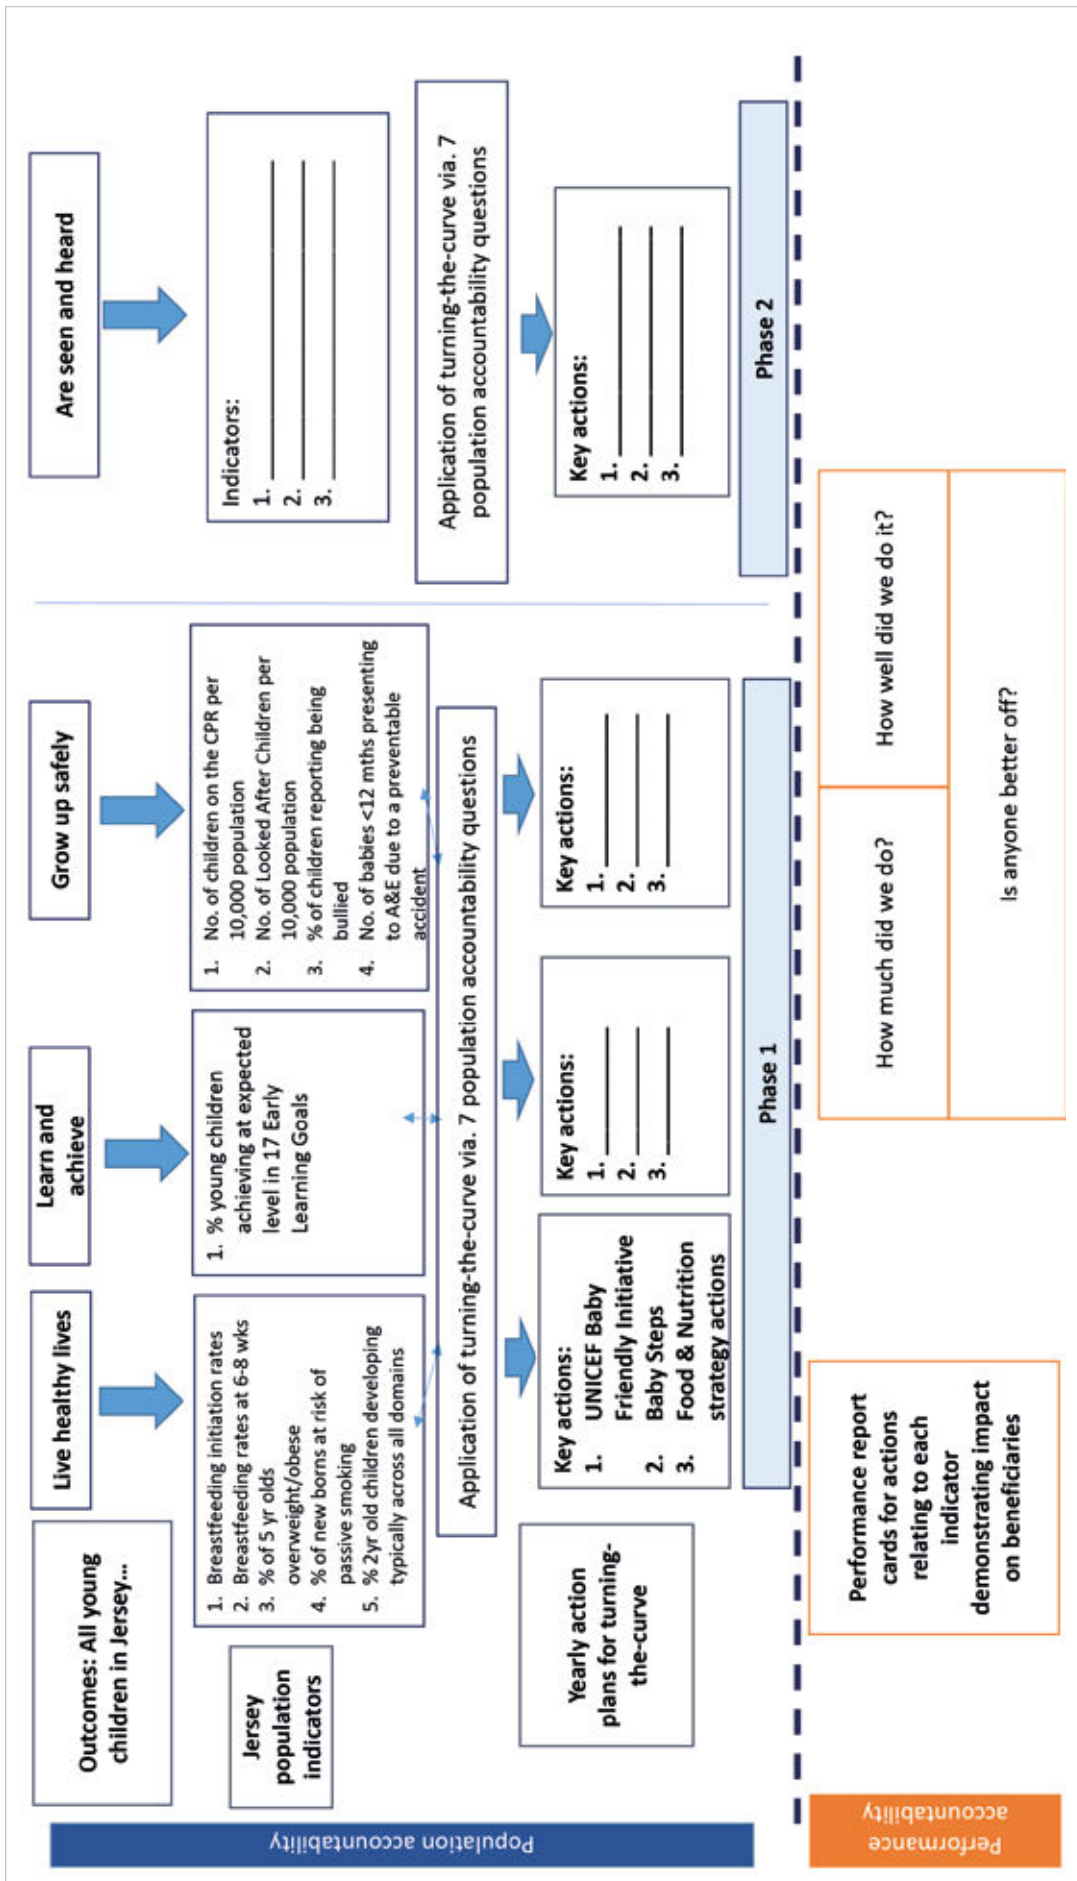 Population accountability
Outcomes: All young
children in Jersey...
Live healthy lives
Learn and
achieve
Grow up safely
Are seen and heard
Jersey
population
indicators
1. Breastfeeding initiation rates
2. Breastfeeding rates at 6-8 wks
3. % of 5 yr olds
overweight/obese
4. % of new borns at risk of
passive smoking
5. % 2yr old children developing
typically across all domains
1. % young children
achieving at expected
level in 17 Early
Learning Goals
1. No. of children on the CPR per
10,000 population
2. No. of Looked After Children per
10,000 population
3. % of children reporting being
bullied
4. No. of babies <12 mths presenting
to A&E due to a preventable
accident
Indicators:
1.
2.
3.
Application of turning-the-curve via. 7 population accountability questions
Application of turning-the-curve via. 7
population accountability questions
Yearly action
plans for turning-
the-curve
Key actions:
1. UNICEF Baby
Friendly Initiative
2. Baby Steps
3. Food & Nutrition
strategy actions
Key actions:
1.
2.
3.
Key actions:
1.
2.
3.
Key actions:
1.
2.
3.
Phase 1
Phase 2
Performance
accountability
Performance report
cards for actions
relating to each
indicator
demonstrating impact
on beneficiaries
How much did we do?
How well did we do it?
Is anyone better off?